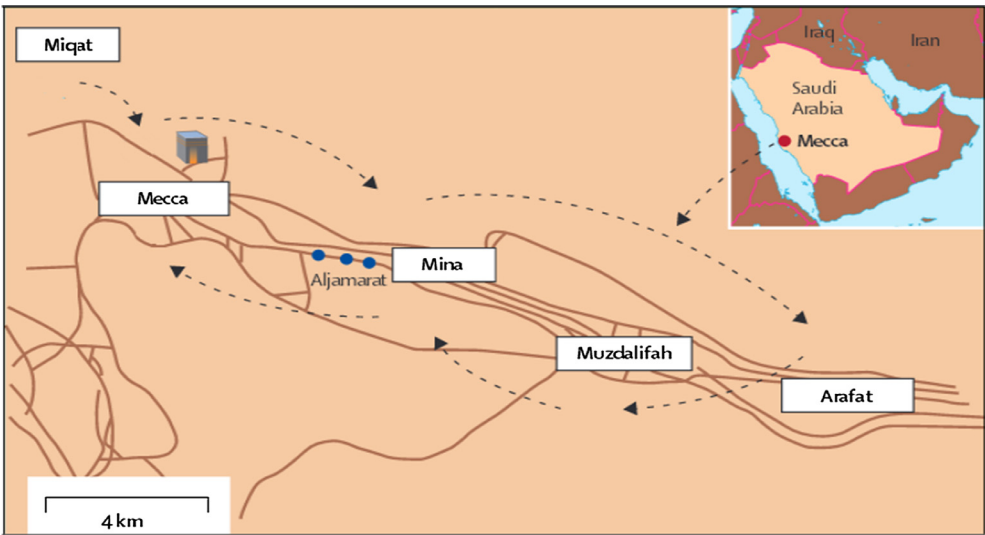 Miqat
Iraq
Iran
Saudi
Arabia
Mecca
Mecca
Mina
Aljamarat
Muzdalifah
Arafat
4 km